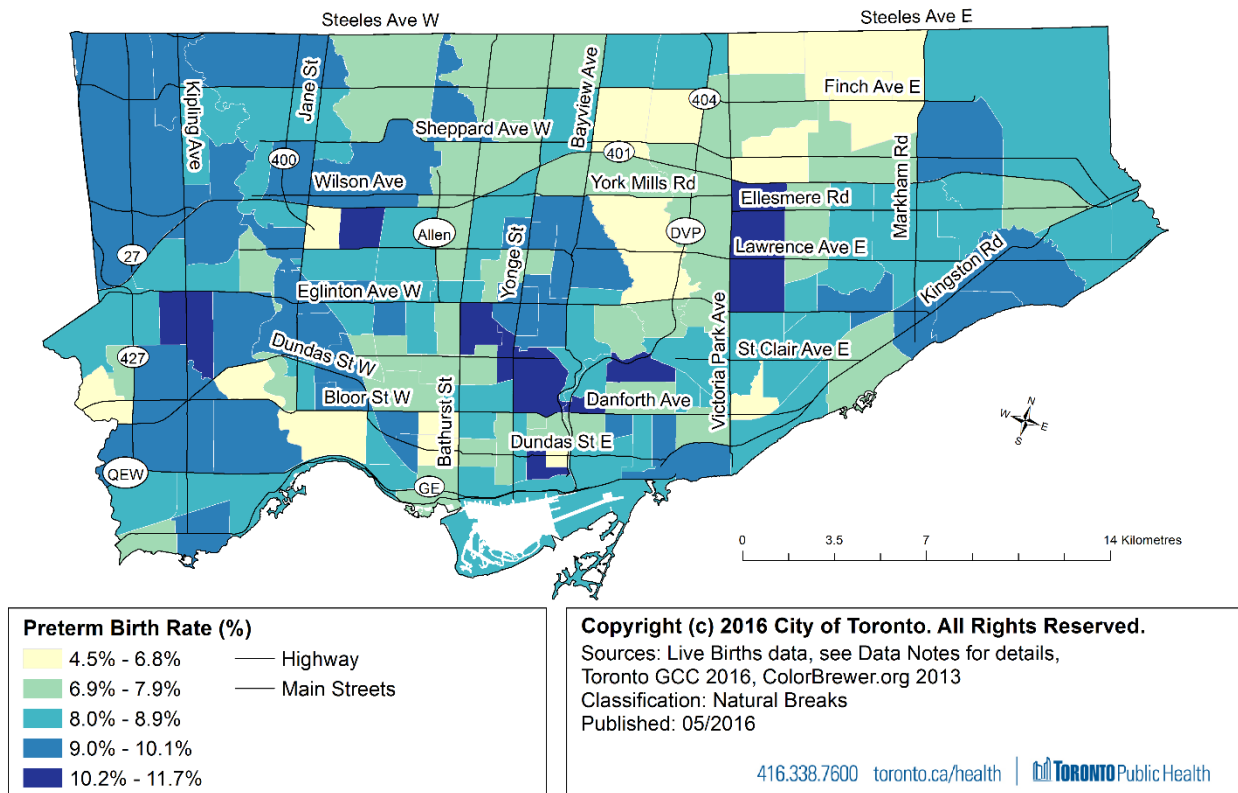 Steeles Ave W
Steeles Ave E
Kipling Ave
Jane St
Bayview Ave
Finch Ave E
404
Sheppard Ave W
400
401
Markham Rd
Wilson Ave
York Mills Rd
Ellesmere Rd
Allen
Yonge St
DVP
Lawrence Ave E
27
Kingston Rd
Eglinton Ave W
Victoria Park Ave
427
Dundas St W
St Clair Ave E
Bloor St W
Bathurst St
Danforth Ave
N
W
E
S
Dundas St E
QEW
GE
0
3.5
7
14 Kilometres
Preterm Birth Rate (%)
4.5% - 6.8%
6.9% - 7.9%
8.0% - 8.9%
9.0% - 10.1%
10.2% - 11.7%
Highway
Main Streets
Copyright (c) 2016 City of Toronto. All Rights Reserved.
Sources: Live Births data, see Data Notes for details,
Toronto GCC 2016, ColorBrewer.org 2013
Classification: Natural Breaks
Published: 05/2016
416.338.7600 toronto.ca/health TORONTO Public Health